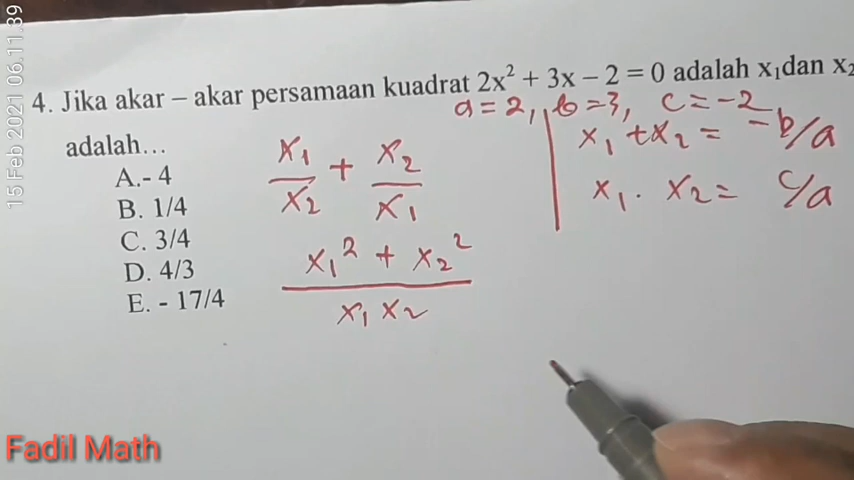 15 Feb 2021 06.11.39
4. Jika akar – akar persamaan kuadrat 2x² + 3x – 2 = 0 adalah x₁dan x₂
a = 2, b = 3, c = -2
adalah…
A.- 4
B. 1/4
C. 3/4
D. 4/3
E. - 17/4
x₁/x₂ + x₂/x₁
x₁² + x₂²
x₁ x₂
x₁ + x₂ = -b/a
x₁ . x₂ = c/a
Fadil Math